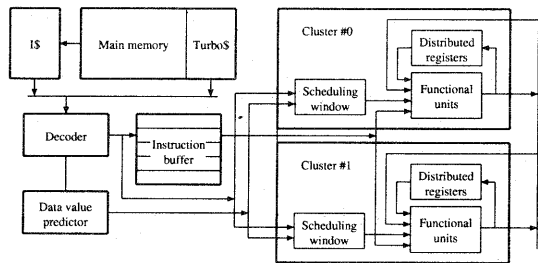 I$
Main memory
Turbo$
Decoder
Instruction
buffer
Data value
predictor
Cluster #0
Distributed
registers
Scheduling
window
Functional
units
Cluster #1
Distributed
registers
Scheduling
window
Functional
units